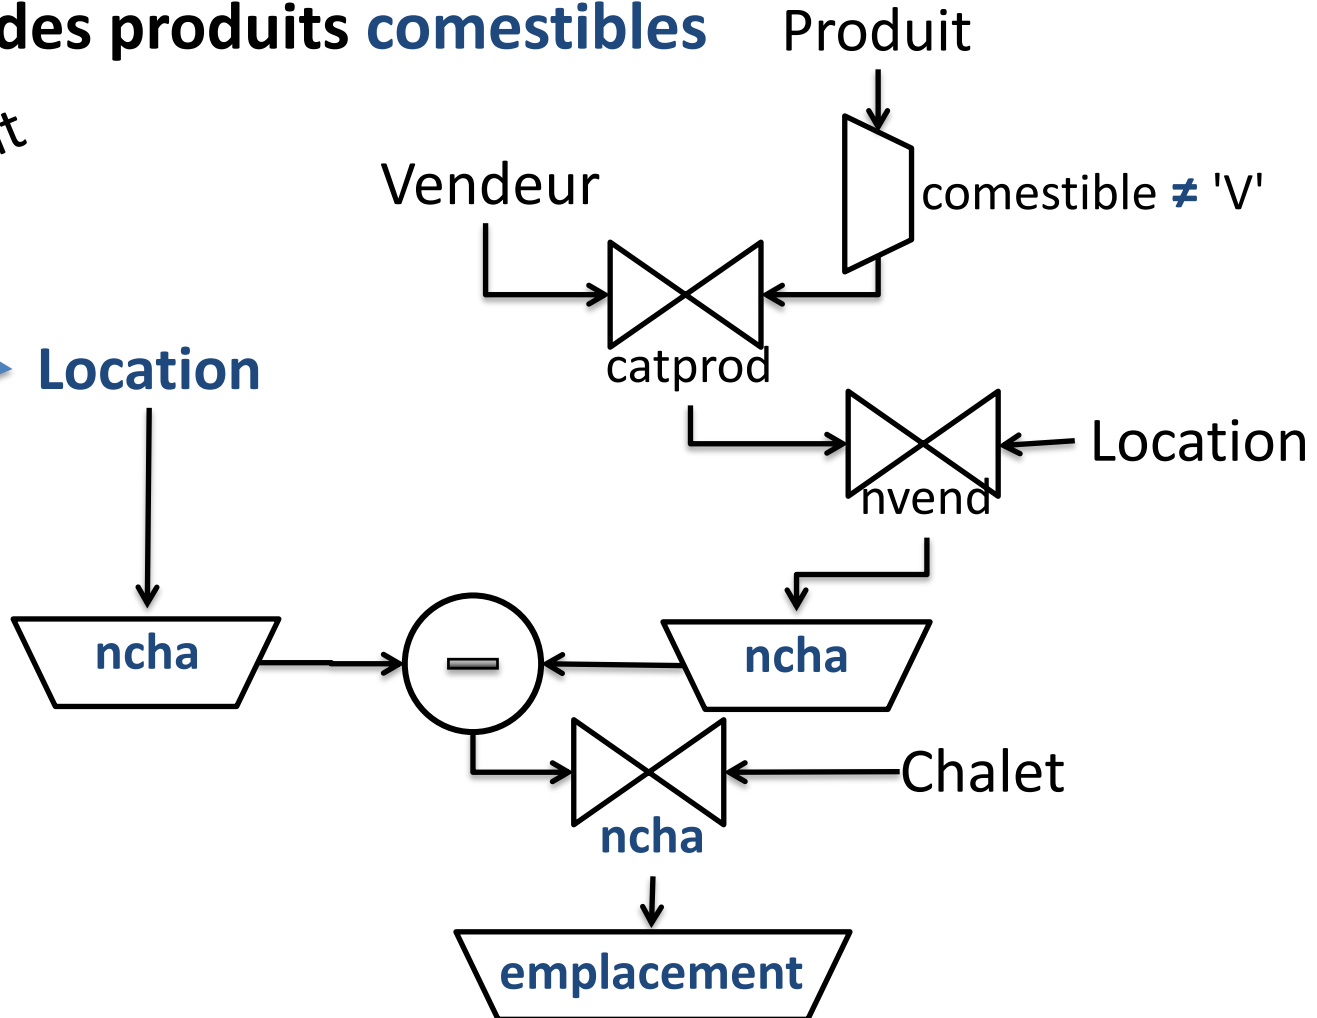 des produits comestibles
Produit
Vendeur
comestible ≠ 'V'
catprod
Location
Location
nvend
ncha
ncha
Chalet
ncha
emplacement